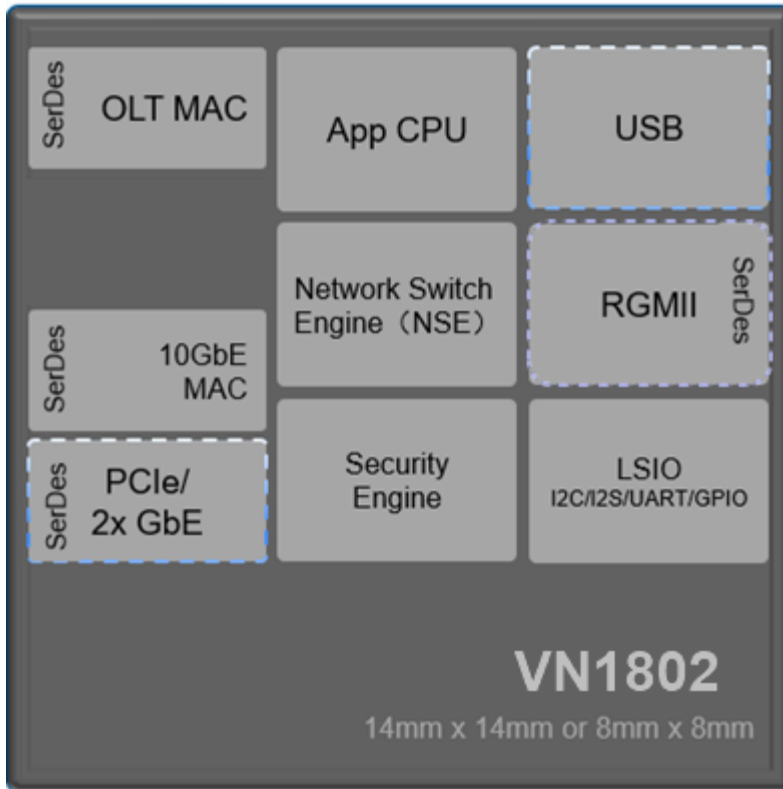 SerDes
OLT MAC
App CPU
USB
Network Switch
Engine（NSE）
RGMII
SerDes
SerDes
10GbE
MAC
SerDes
PCIe/
2x GbE
Security
Engine
LSIO
I2C/I2S/UART/GPIO
VN1802
14mm x 14mm or 8mm x 8mm